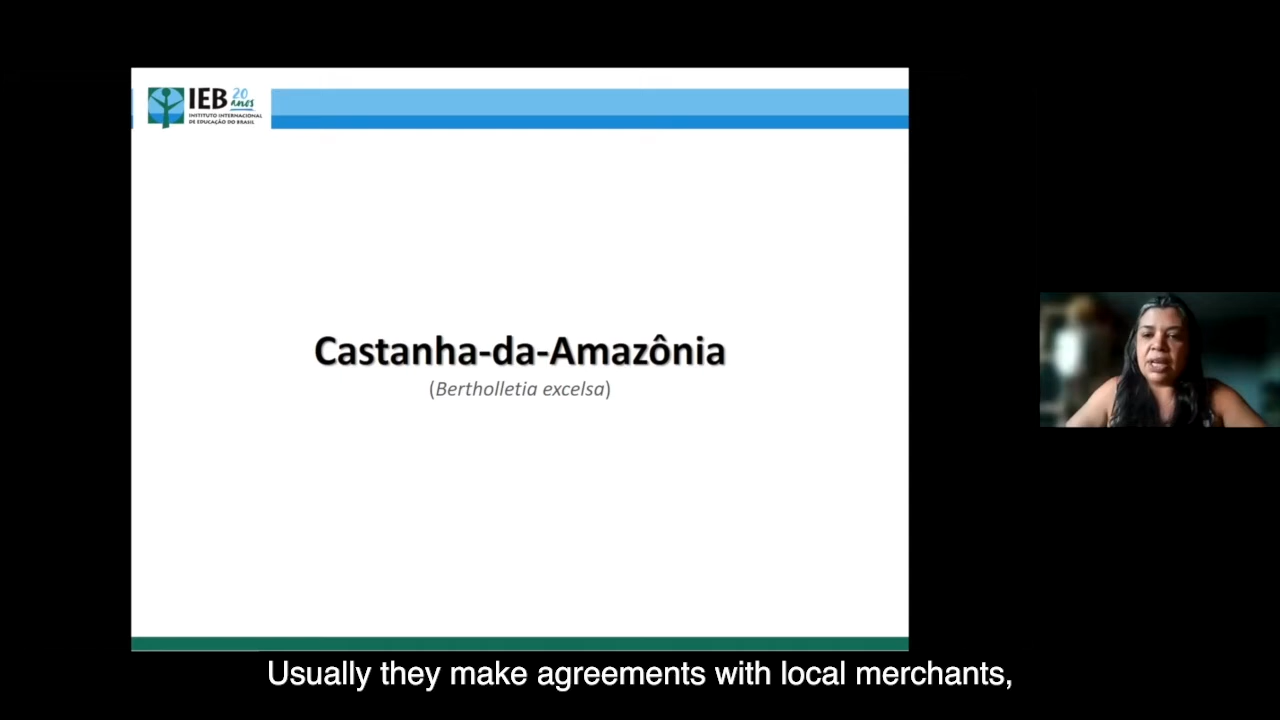 IEB 20 anos
INSTITUTO INTERNACIONAL
DE EDUCAÇÃO DO BRASIL
Castanha-da-Amazônia
(Bertholletia excelsa)
Usually they make agreements with local merchants,